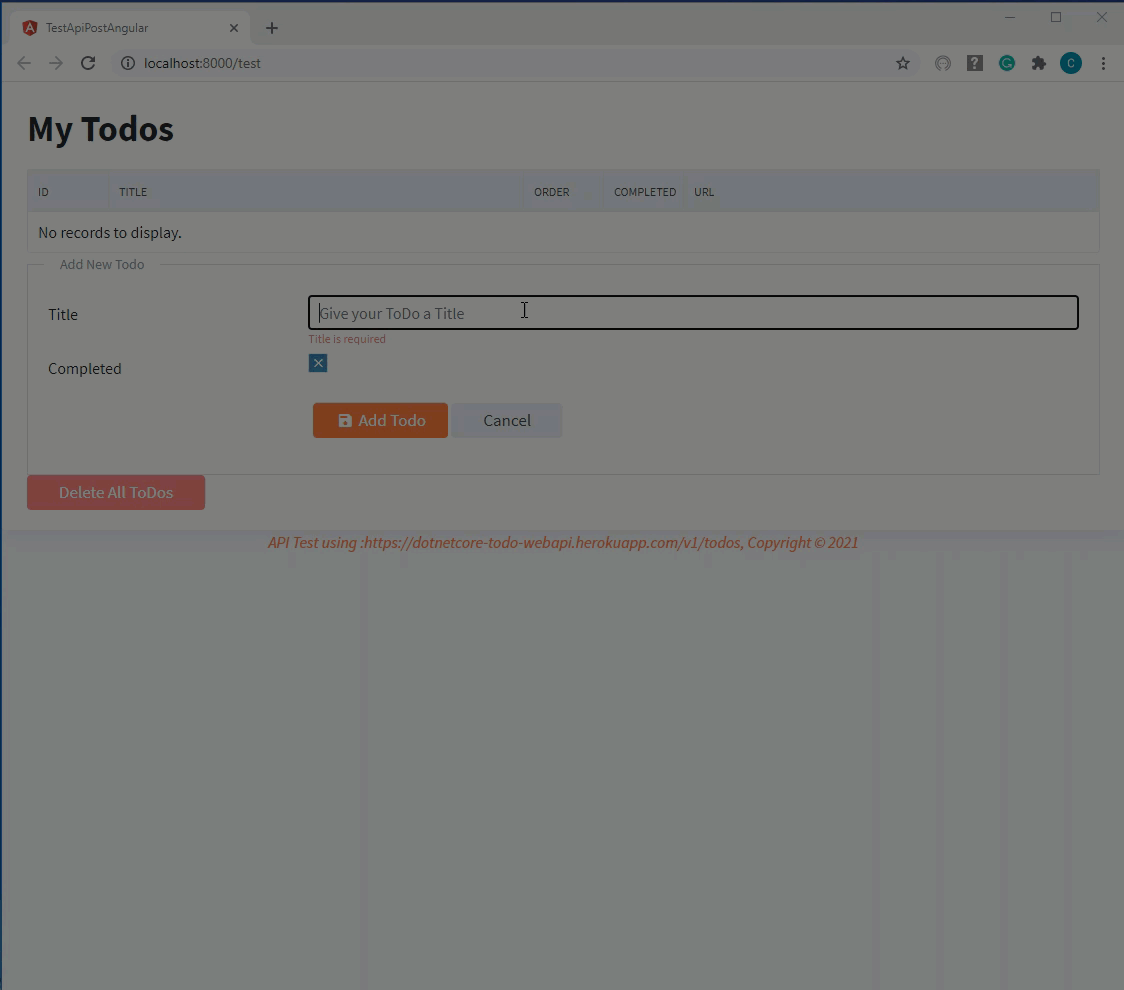 TestApiPostAngular
localhost:8000/test
C
My Todos
ID TITLE ORDER COMPLETED URL
No records to display.
Add New Todo
Title Give your ToDo a Title
Title is required
Completed
Add Todo Cancel
Delete All ToDos
API Test using :https://dotnetcore-todo-webapi.herokuapp.com/v1/todos, Copyright © 2021